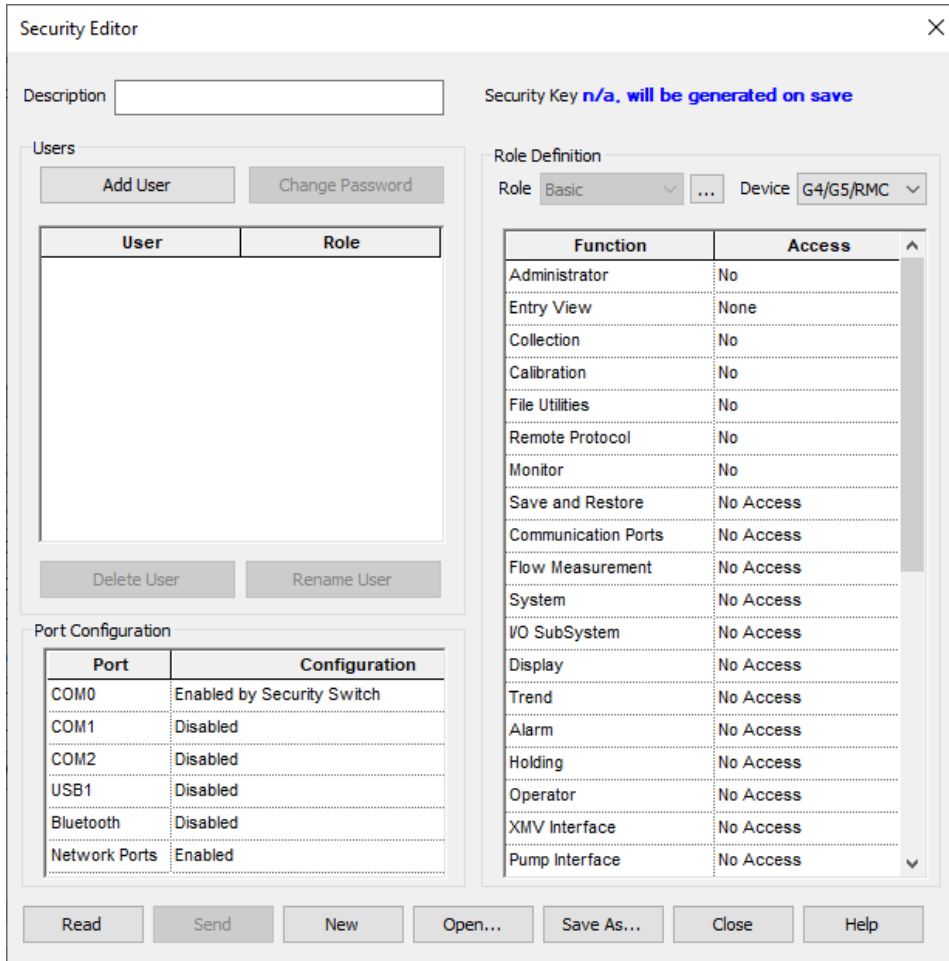 Security Editor
Description
Security Key n/a, will be generated on save
Users
Add User Change Password
User Role
Delete User Rename User
Port Configuration
Port Configuration
COM0 Enabled by Security Switch
COM1 Disabled
COM2 Disabled
USB1 Disabled
Bluetooth Disabled
Network Ports Enabled
Role Definition
Role Basic ... Device G4/G5/RMC
Function Access
Administrator No
Entry View None
Collection No
Calibration No
File Utilities No
Remote Protocol No
Monitor No
Save and Restore No Access
Communication Ports No Access
Flow Measurement No Access
System No Access
I/O SubSystem No Access
Display No Access
Trend No Access
Alarm No Access
Holding No Access
Operator No Access
XMV Interface No Access
Pump Interface No Access
Read Send New Open... Save As... Close Help